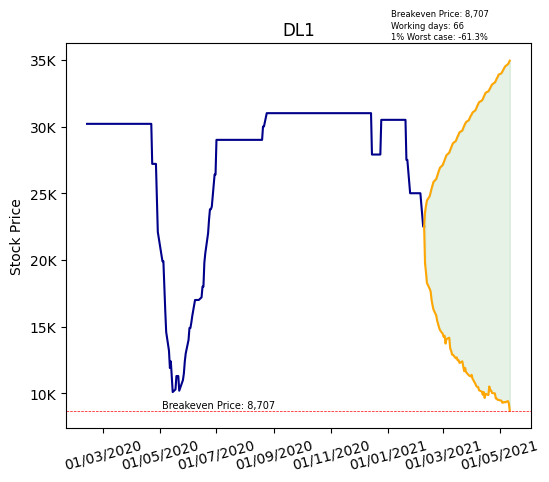 Breakeven Price: 8,707
Working days: 66
1% Worst case: -61.3%
DL1
Stock Price
35K
30K
25K
20K
15K
10K
Breakeven Price: 8,707
01/03/2020
01/05/2020
01/07/2020
01/09/2020
01/11/2020
01/01/2021
01/03/2021
01/05/2021